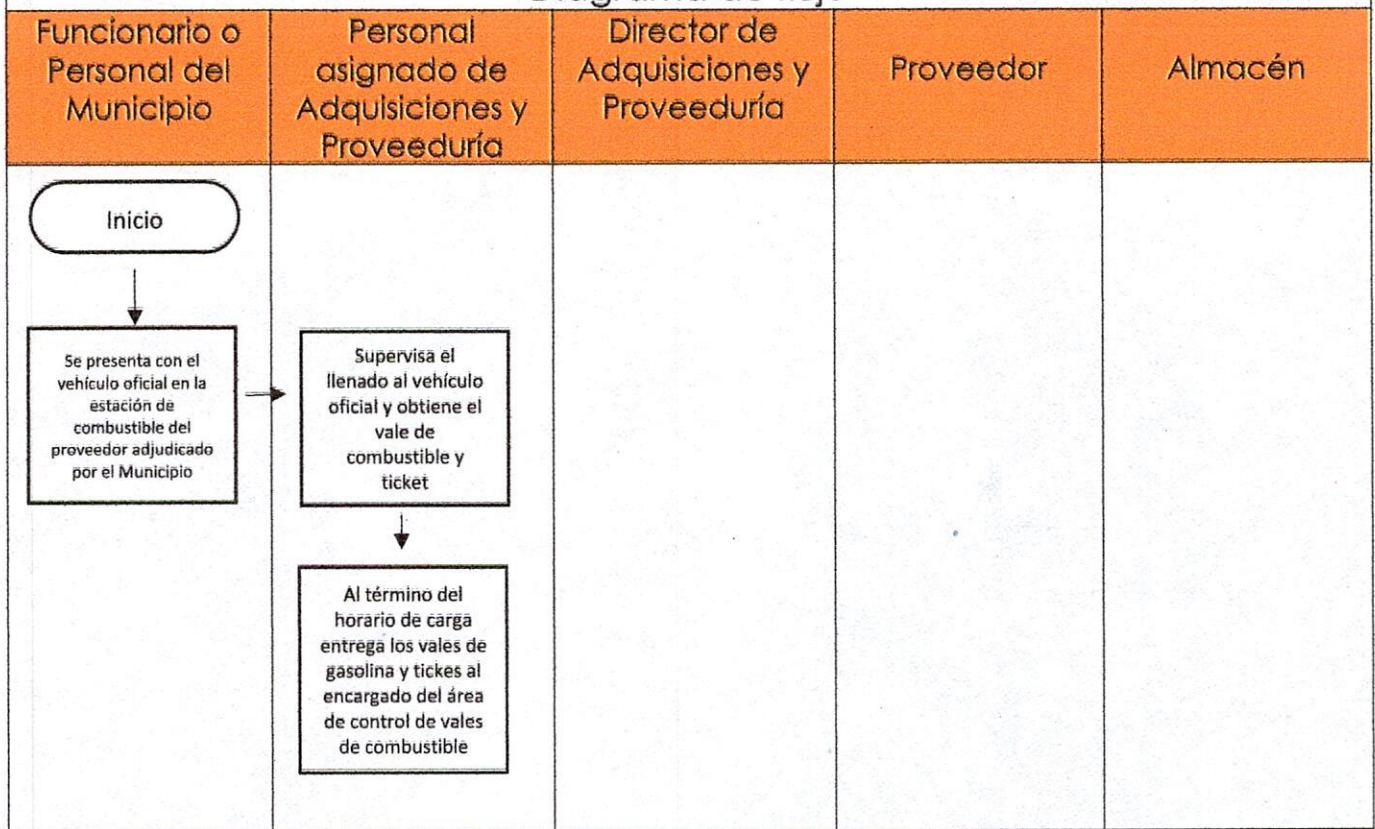 Funcionario o
Personal del
Municipio
Personal
asignado de
Adquisiciones y
Proveeduría
Director de
Adquisiciones y
Proveeduría
Proveedor
Almacén
Inicio
Se presenta con el
vehículo oficial en la
estación de
combustible del
proveedor adjudicado
por el Municipio
Supervisa el
llenado al vehículo
oficial y obtiene el
vale de
combustible y
ticket
Al término del
horario de carga
entrega los vales de
gasolina y tickes al
encargado del área
de control de vales
de combustible